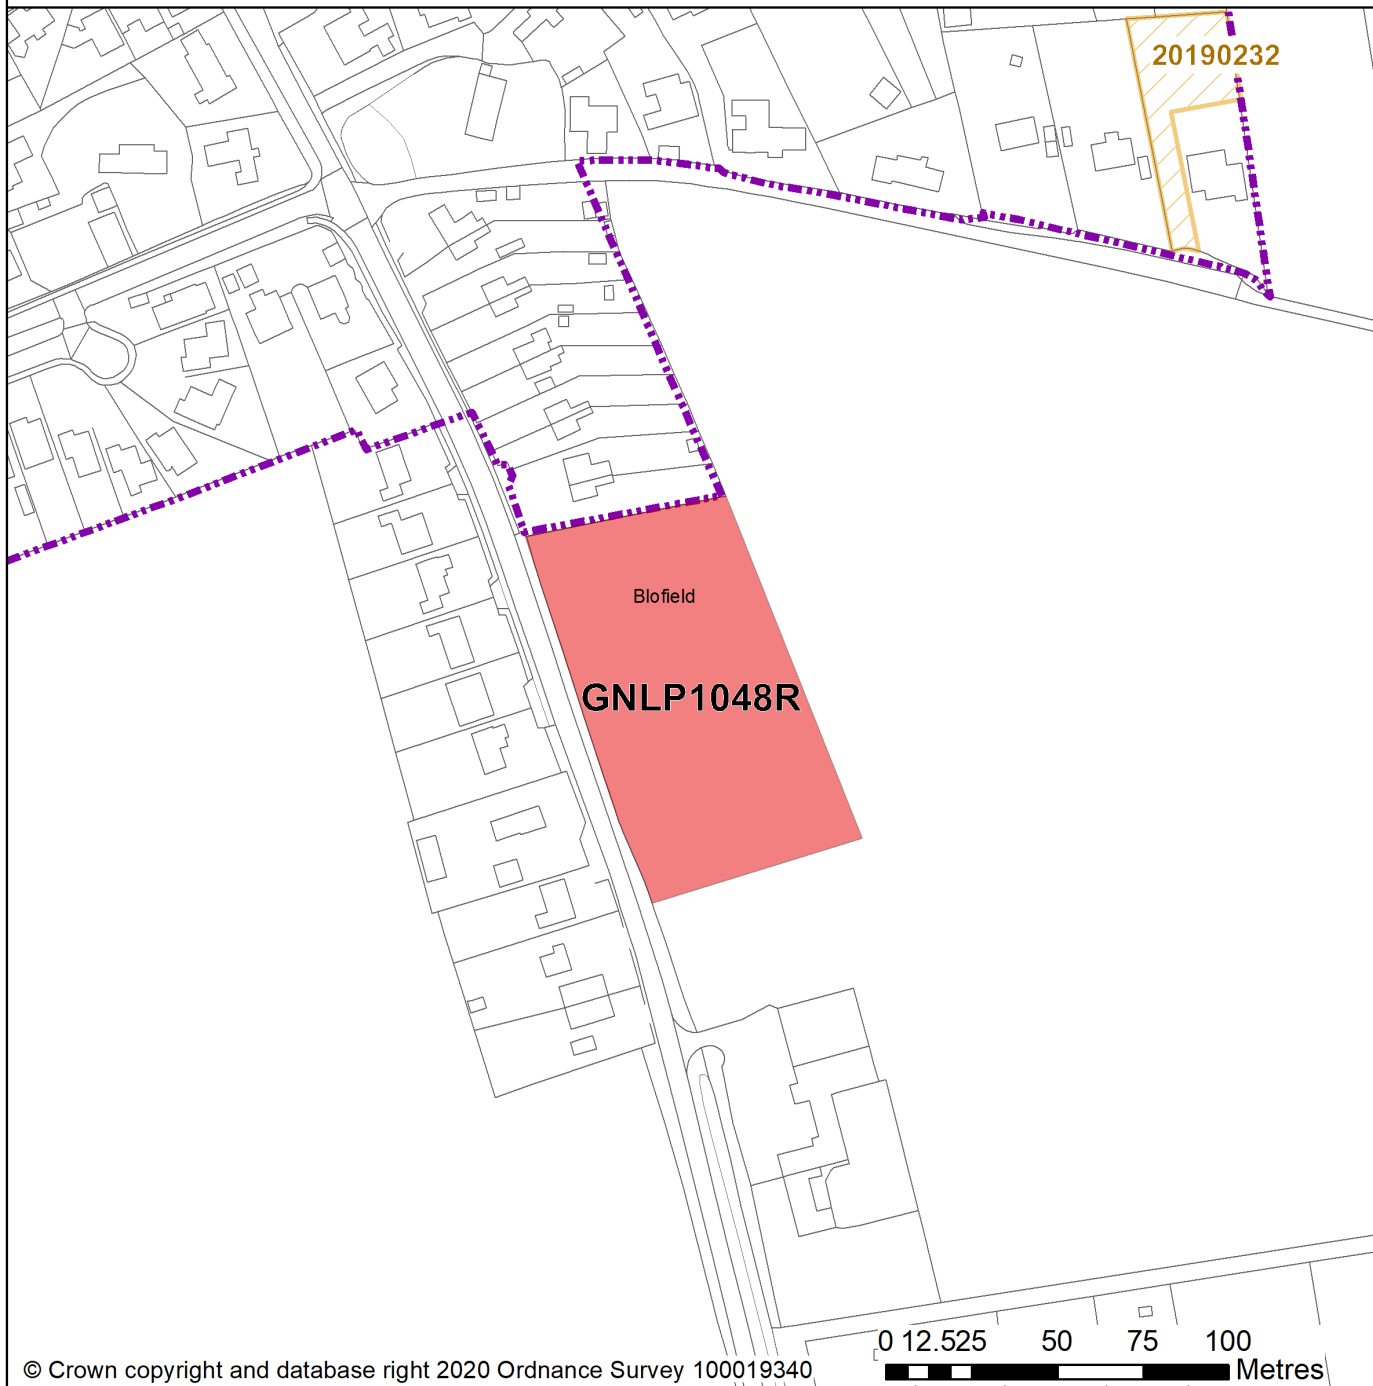 20190232
Blofield
GNLP1048R
0 12.525 50 75 100
Metres
© Crown copyright and database right 2020 Ordnance Survey 100019340